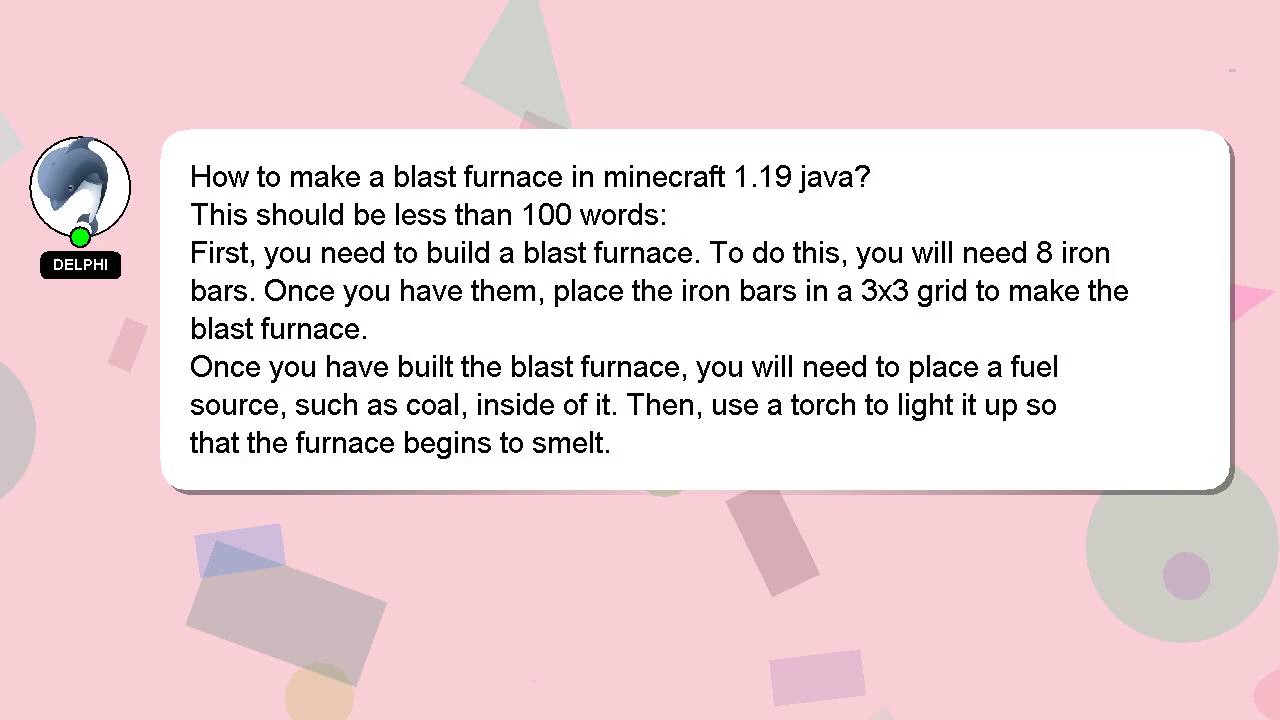 How to make a blast furnace in minecraft 1.19 java?
This should be less than 100 words:
First, you need to build a blast furnace. To do this, you will need 8 iron
bars. Once you have them, place the iron bars in a 3x3 grid to make the
blast furnace.
Once you have built the blast furnace, you will need to place a fuel
source, such as coal, inside of it. Then, use a torch to light it up so
that the furnace begins to smelt.
DELPHI